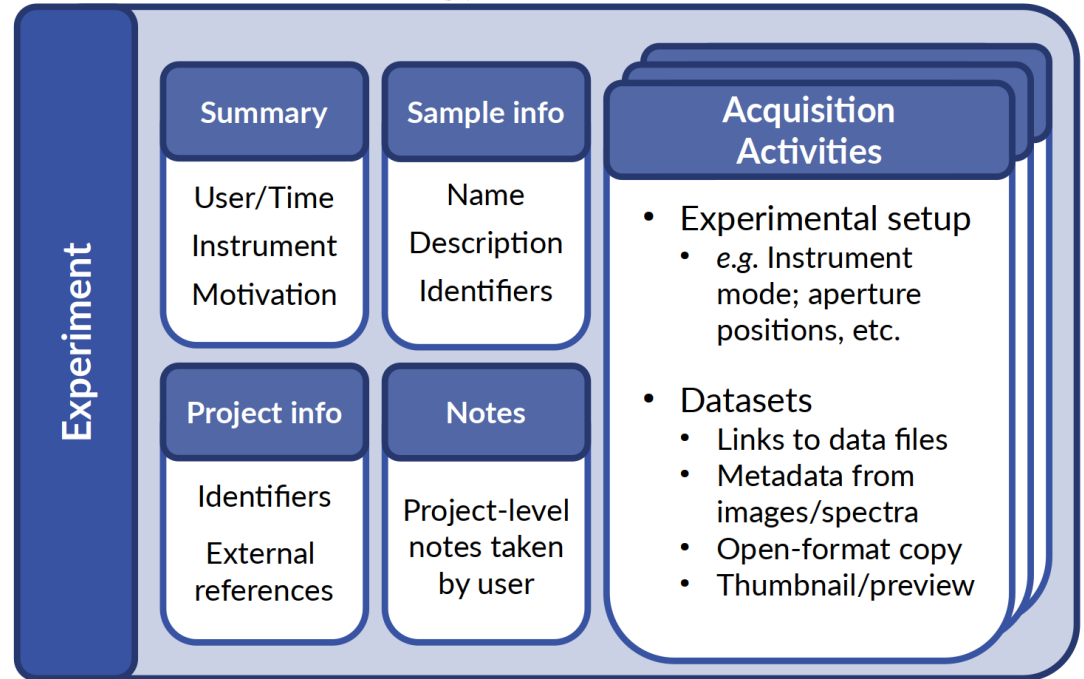 Experiment
Summary
User/Time
Instrument
Motivation
Sample info
Name
Description
Identifiers
Project info
Identifiers
External
references
Notes
Project-level
notes taken
by user
Acquisition
Activities
• Experimental setup
• e.g. Instrument
mode; aperture
positions, etc.
• Datasets
• Links to data files
• Metadata from
images/spectra
• Open-format copy
• Thumbnail/preview